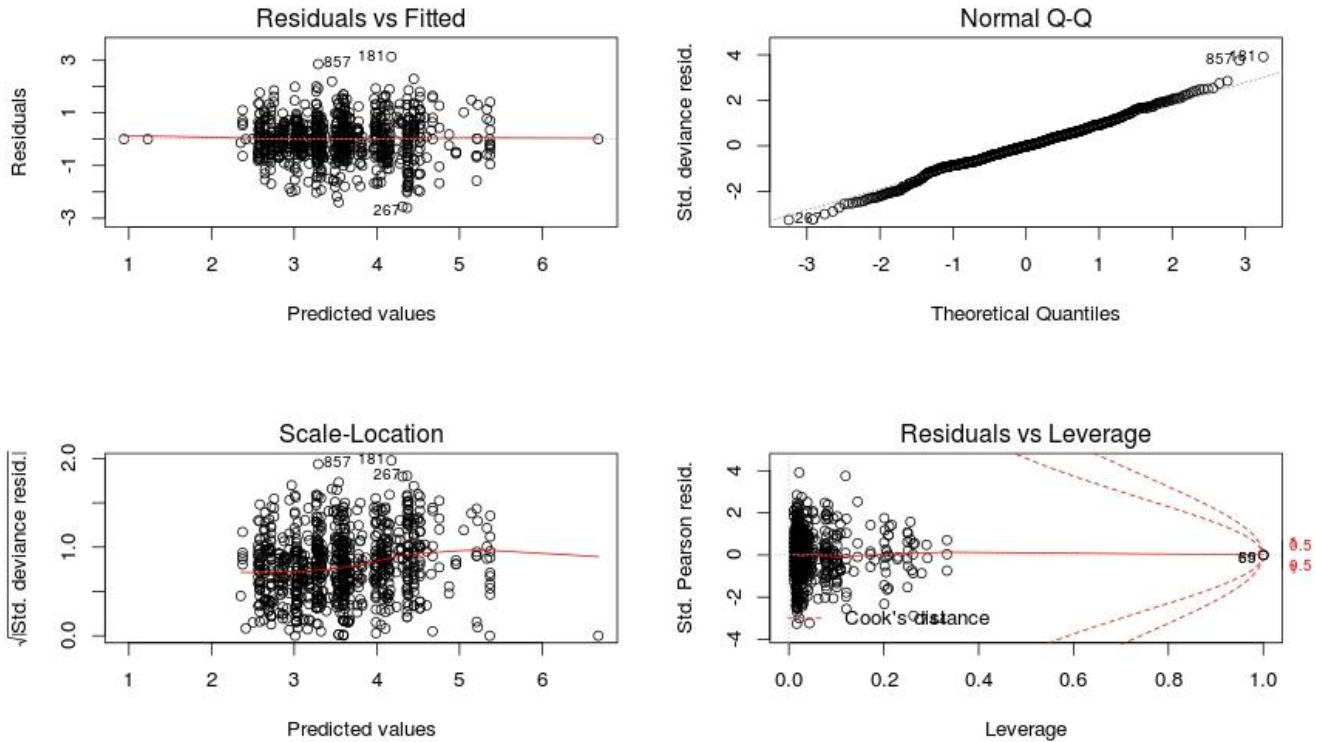 Residuals vs Fitted
Residuals
3
1
-1
-3
857
181
267
1 2 3 4 5 6
Predicted values
Normal Q-Q
Std. deviance resid.
4
2
0
-2
857
181
267
-3 -2 -1 0 1 2 3
Theoretical Quantiles
Scale-Location
√|Std. deviance resid.|
2.0
1.0
0.0
857
181
267
1 2 3 4 5 6
Predicted values
Residuals vs Leverage
Std. Pearson resid.
4
2
0
-2
-4
Cook's distance
0.5
0.5
0.0 0.2 0.4 0.6 0.8 1.0
Leverage